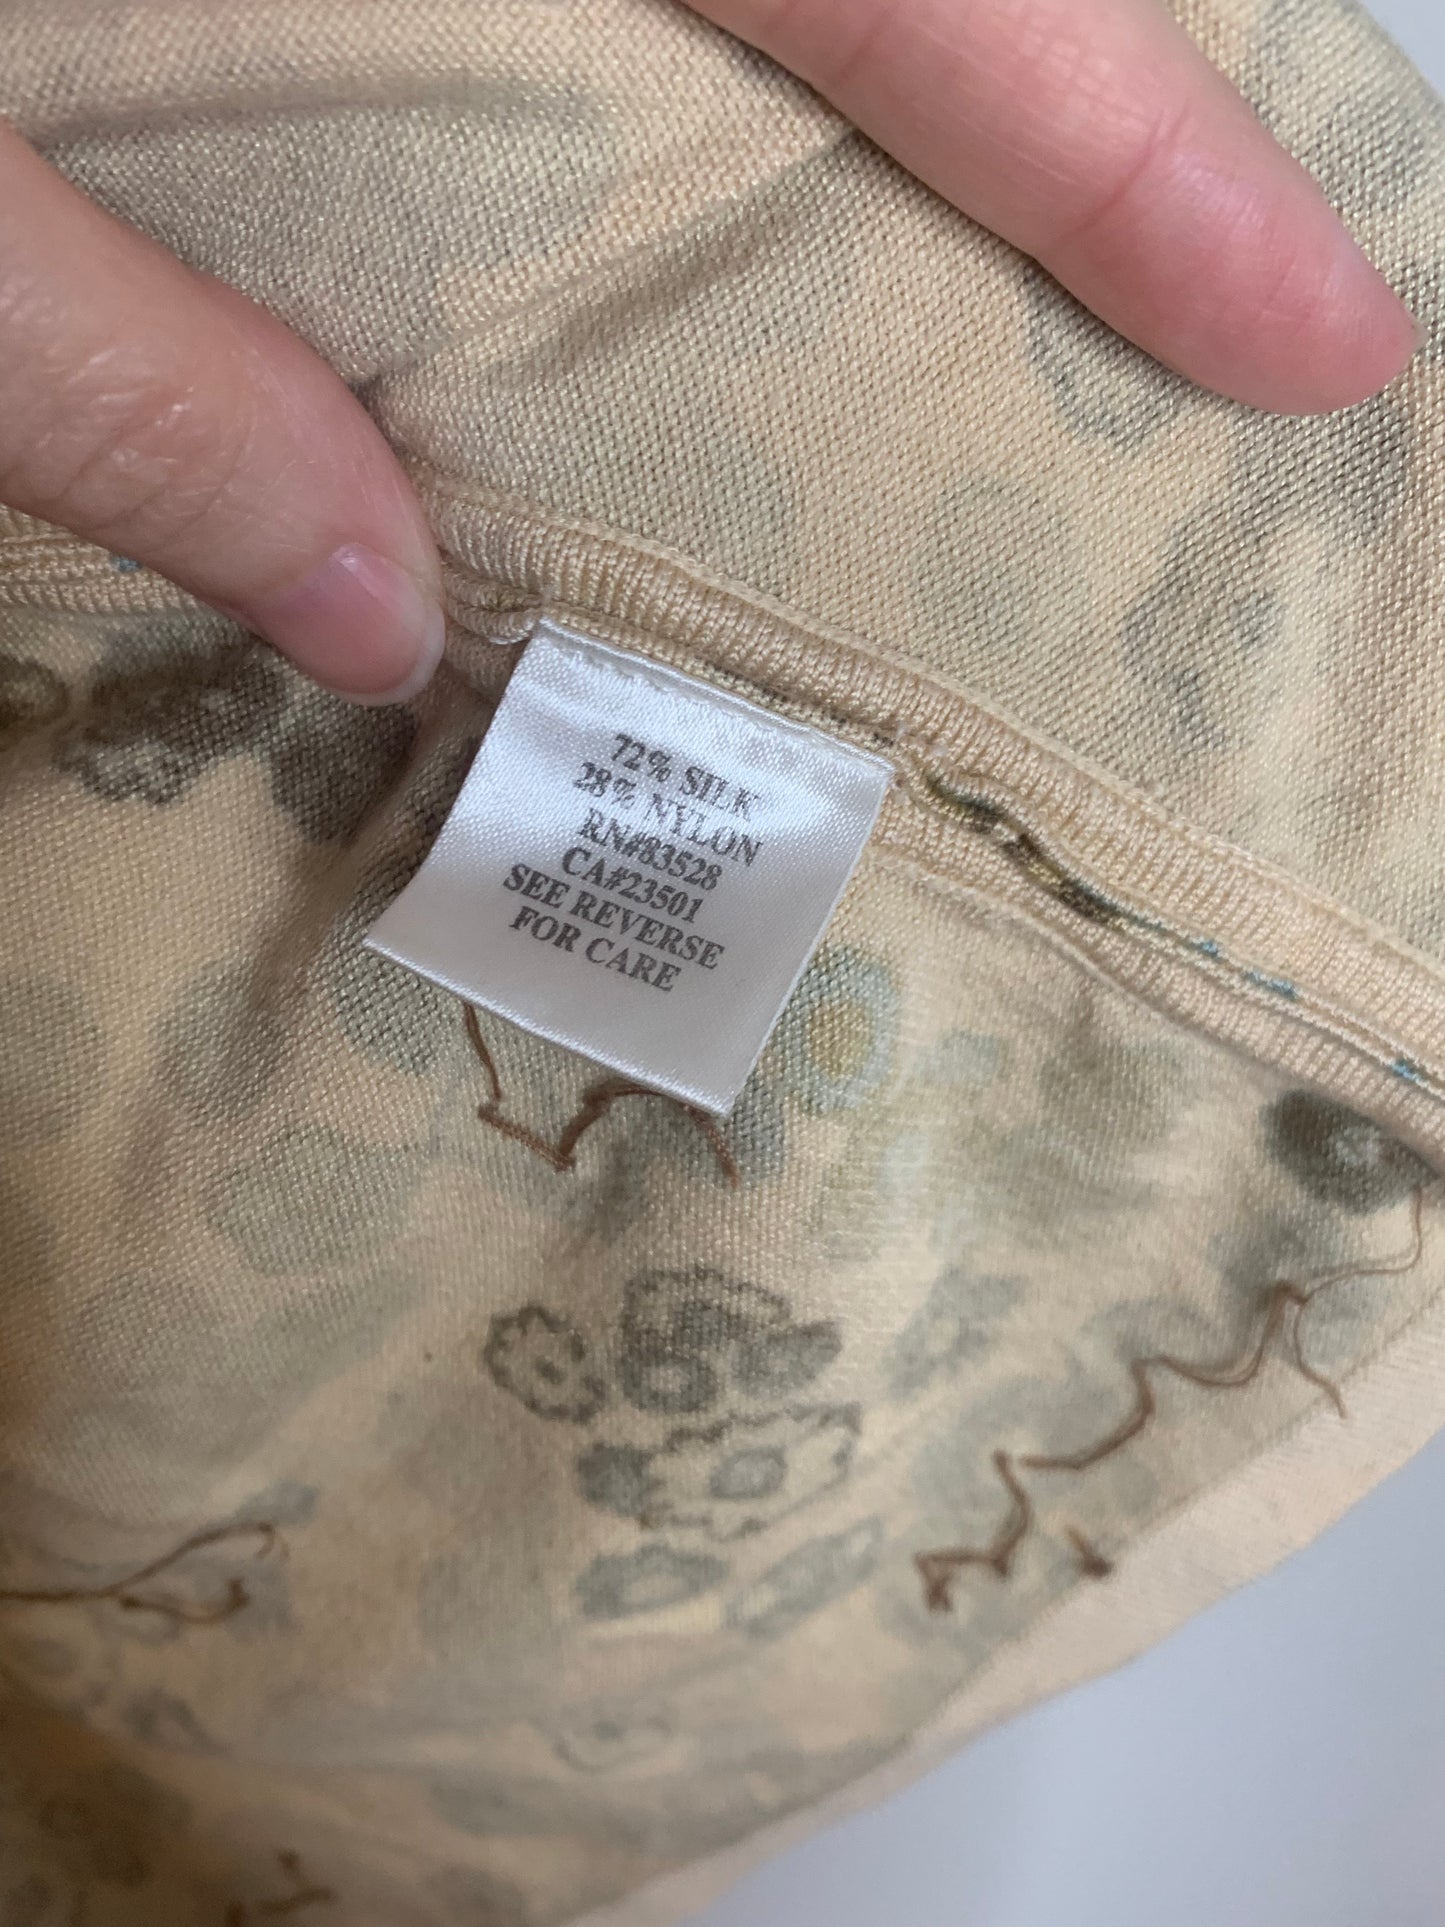 72% SILK
28% NYLON
RN#83528
CA#23501
SEE REVERSE
FOR CARE